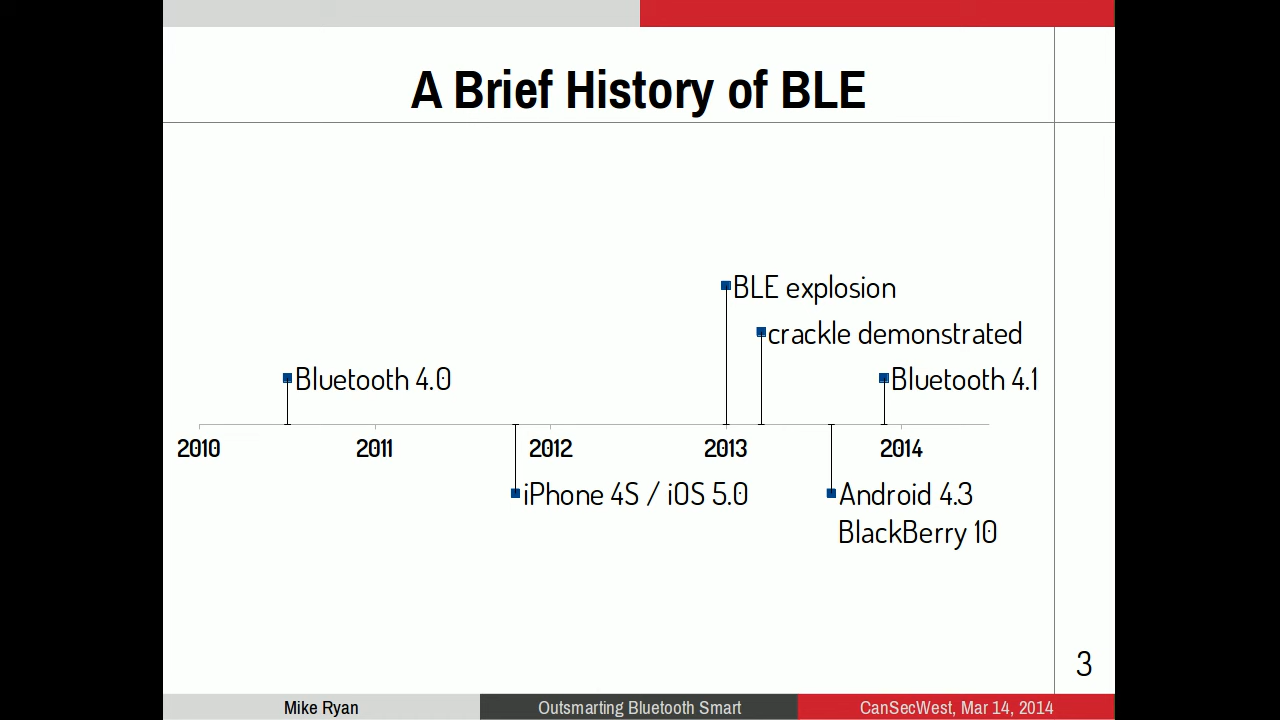 A Brief History of BLE
BLE explosion
crackle demonstrated
Bluetooth 4.0
Bluetooth 4.1
2010
2011
2012
2013
2014
iPhone 4S / iOS 5.0
Android 4.3
BlackBerry 10
3
Mike Ryan
Outsmarting Bluetooth Smart
CanSecWest, Mar 14, 2014